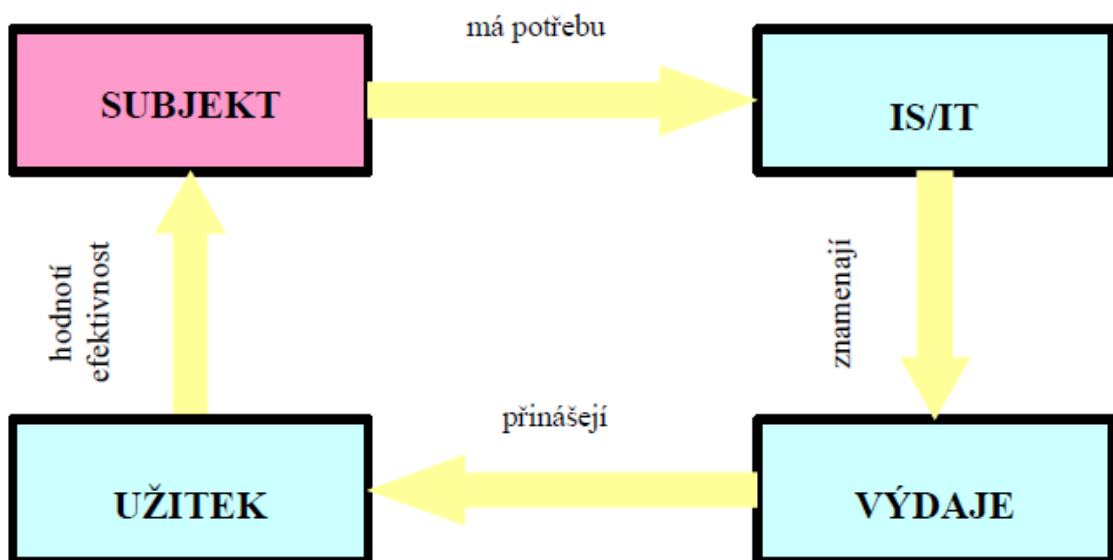 má potřebu
SUBJEKT
IS/IT
hodnotí
efektivnost
znamenají
přinášejí
UŽITEK
VÝDAJE